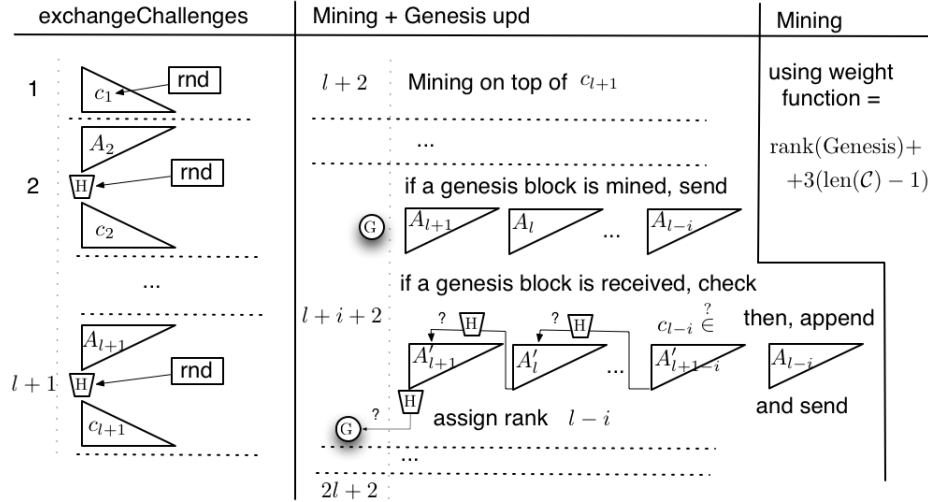 exchangeChallenges
1
c_1
rnd
A_2
2
H
rnd
c_2
...
A_{l+1}
l + 1
H
rnd
c_{l+1}
Mining + Genesis upd
l + 2
Mining on top of c_{l+1}
...
if a genesis block is mined, send
G
A_{l+1}
A_l
...
A_{l-i}
if a genesis block is received, check
l + i + 2
?
H
?
H
c_{l-i} ?∈
then, append
A'_{l+1}
A'_l
...
A'_{l+1-i}
A_{l-i}
H
?
G
assign rank l − i
and send
...
2l + 2
Mining
using weight
function =
rank(Genesis)+
+3(len(𝒞) − 1)